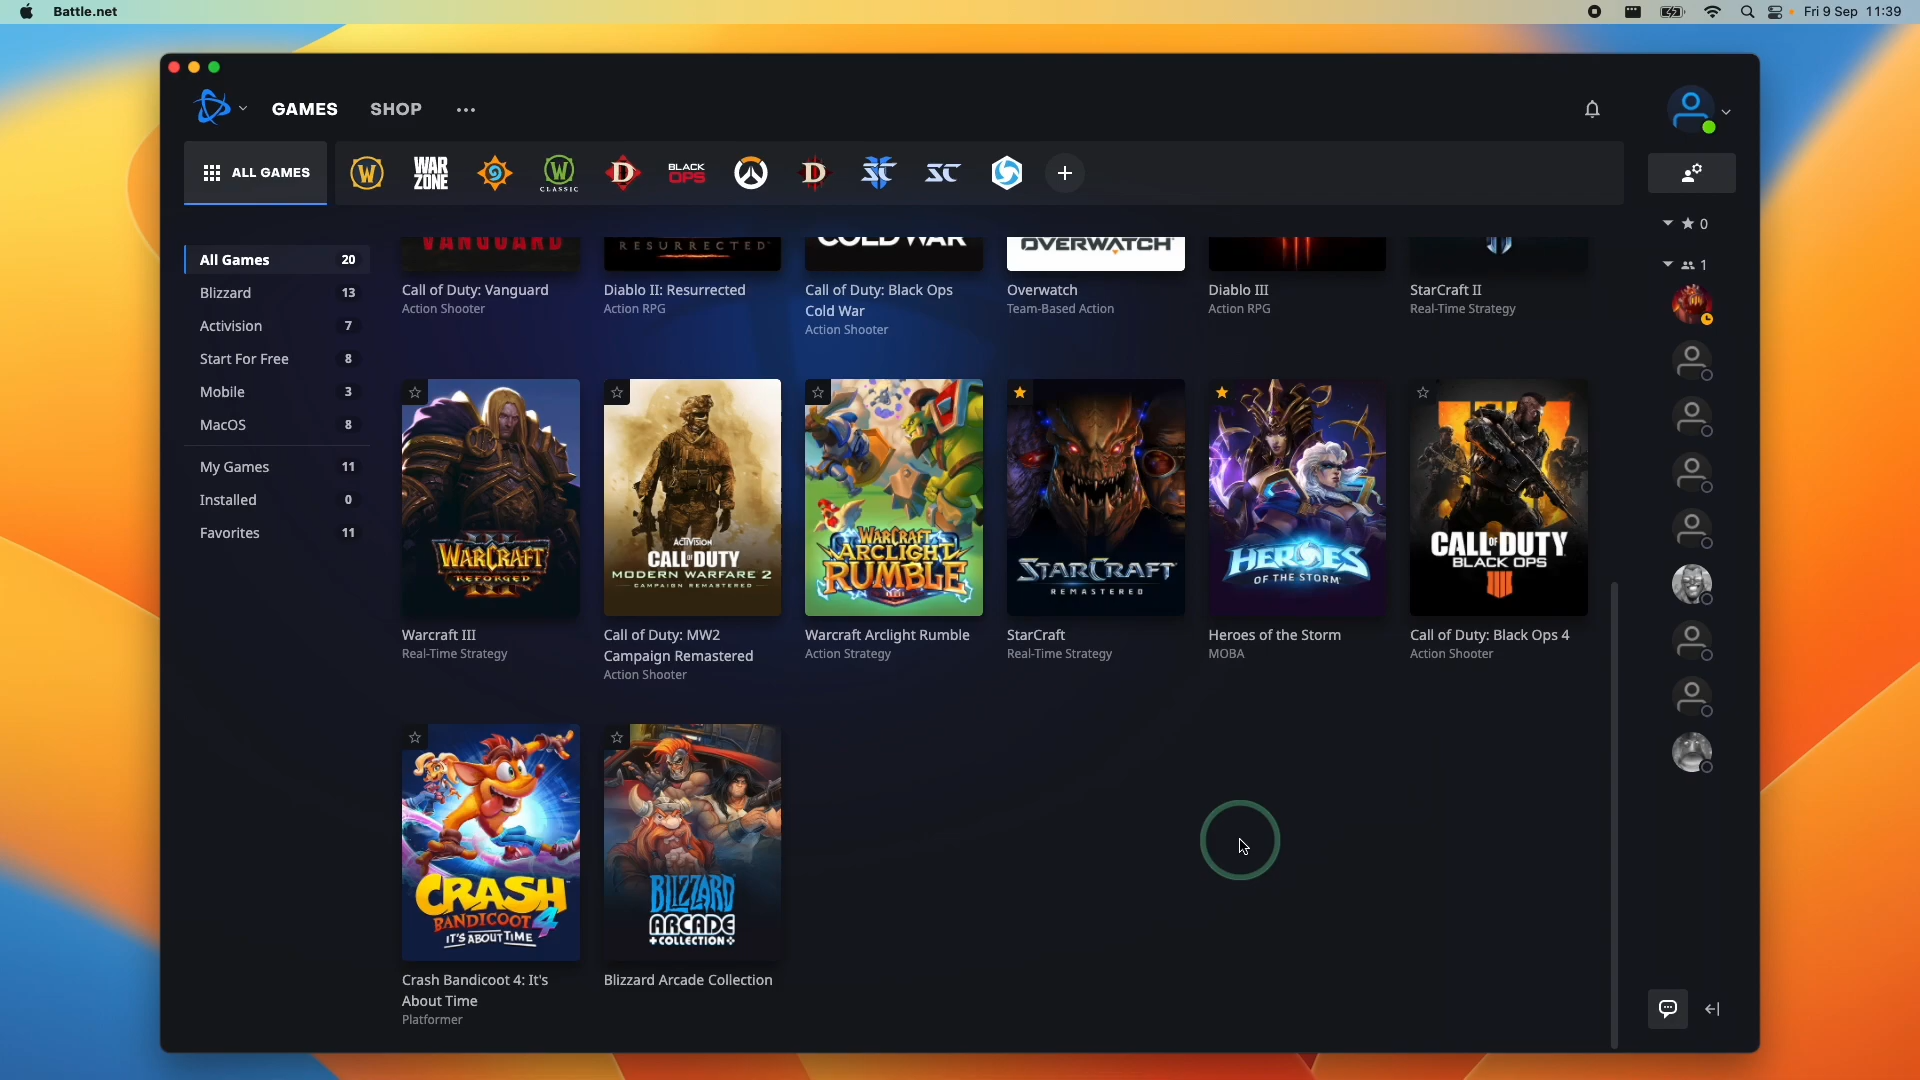 Battle.net
Fri 9 Sep 11:39
GAMES
SHOP
ALL GAMES
W
WAR
ZONE
W
CLASSIC
D
BLACK
OPS
D
SC
+
0
All Games 20
Blizzard 13
Activision 7
Start For Free 8
Mobile 3
MacOS 8
My Games 11
Installed 0
Favorites 11
1
VANGUARD
RESURRECTED
COLD WAR
OVERWATCH
III
II
Call of Duty: Vanguard
Action Shooter
Diablo II: Resurrected
Action RPG
Call of Duty: Black Ops
Cold War
Action Shooter
Overwatch
Team-Based Action
Diablo III
Action RPG
StarCraft II
Real-Time Strategy
WARCRAFT
III
REFORGED
ACTIVISION
CALL OF DUTY
MODERN WARFARE 2
CAMPAIGN REMASTERED
WARCRAFT
ARCLIGHT
RUMBLE
STARCRAFT
REMASTERED
HEROES
OF THE STORM
CALL OF DUTY
BLACK OPS
IIII
Warcraft III
Real-Time Strategy
Call of Duty: MW2
Campaign Remastered
Action Shooter
Warcraft Arclight Rumble
Action Strategy
StarCraft
Real-Time Strategy
Heroes of the Storm
MOBA
Call of Duty: Black Ops 4
Action Shooter
CRASH
BANDICOOT 4
IT'S ABOUT TIME
BLIZZARD
ARCADE
COLLECTION
Crash Bandicoot 4: It's
About Time
Platformer
Blizzard Arcade Collection